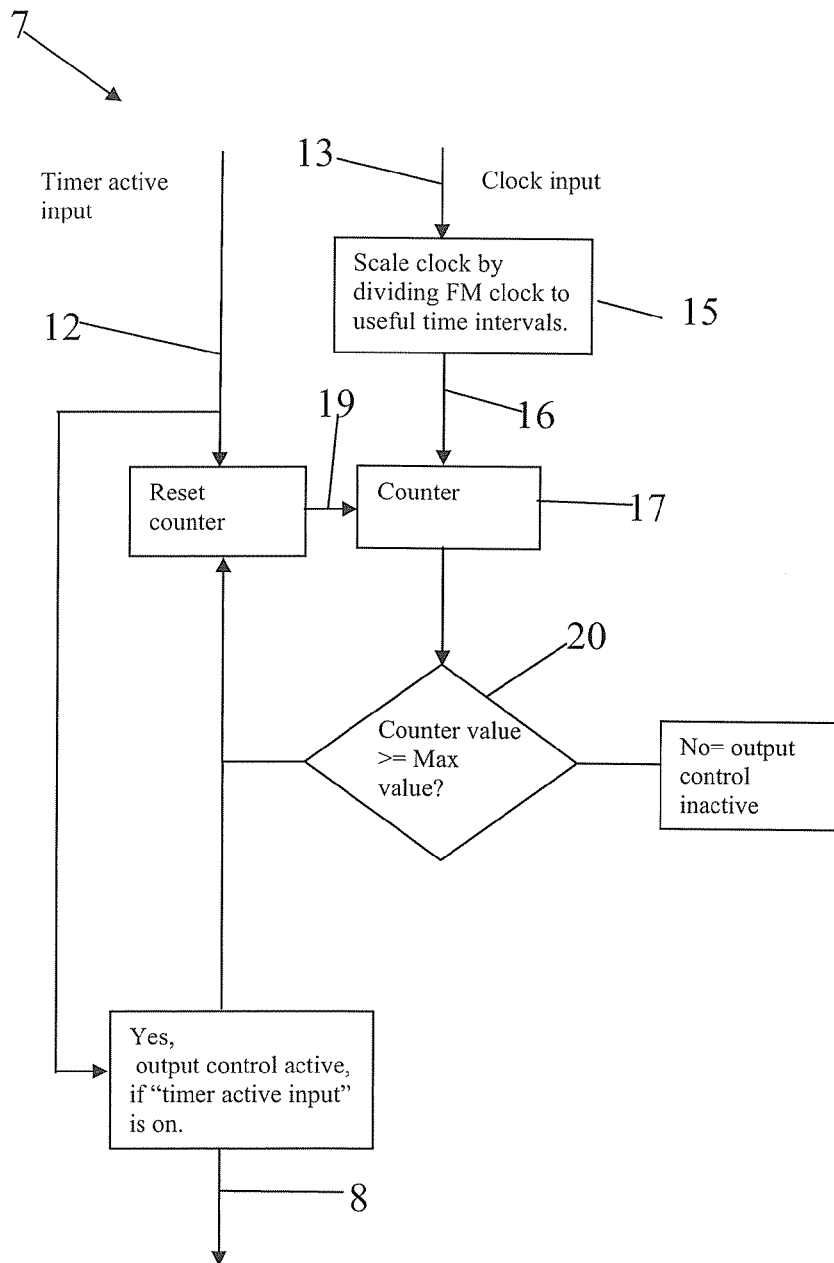 7
13
Timer active
input
Clock input
Scale clock by
dividing FM clock to
useful time intervals.
15
12
19
16
Reset
counter
Counter
17
20
Counter value
>= Max
value?
No= output
control
inactive
Yes,
output control active,
if “timer active input”
is on.
8